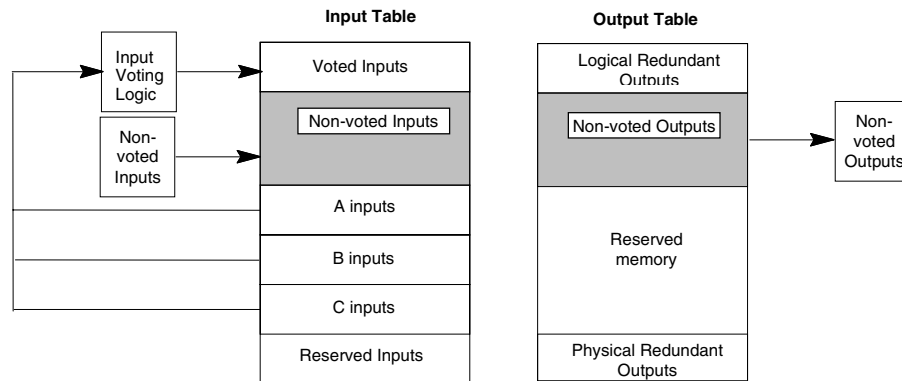 Input Table
Output Table
Input
Voting
Logic
Non-
voted
Inputs
Voted Inputs
Non-voted Inputs
A inputs
B inputs
C inputs
Reserved Inputs
Logical Redundant
Outputs
Non-voted Outputs
Reserved
memory
Physical Redundant
Outputs
Non-
voted
Outputs